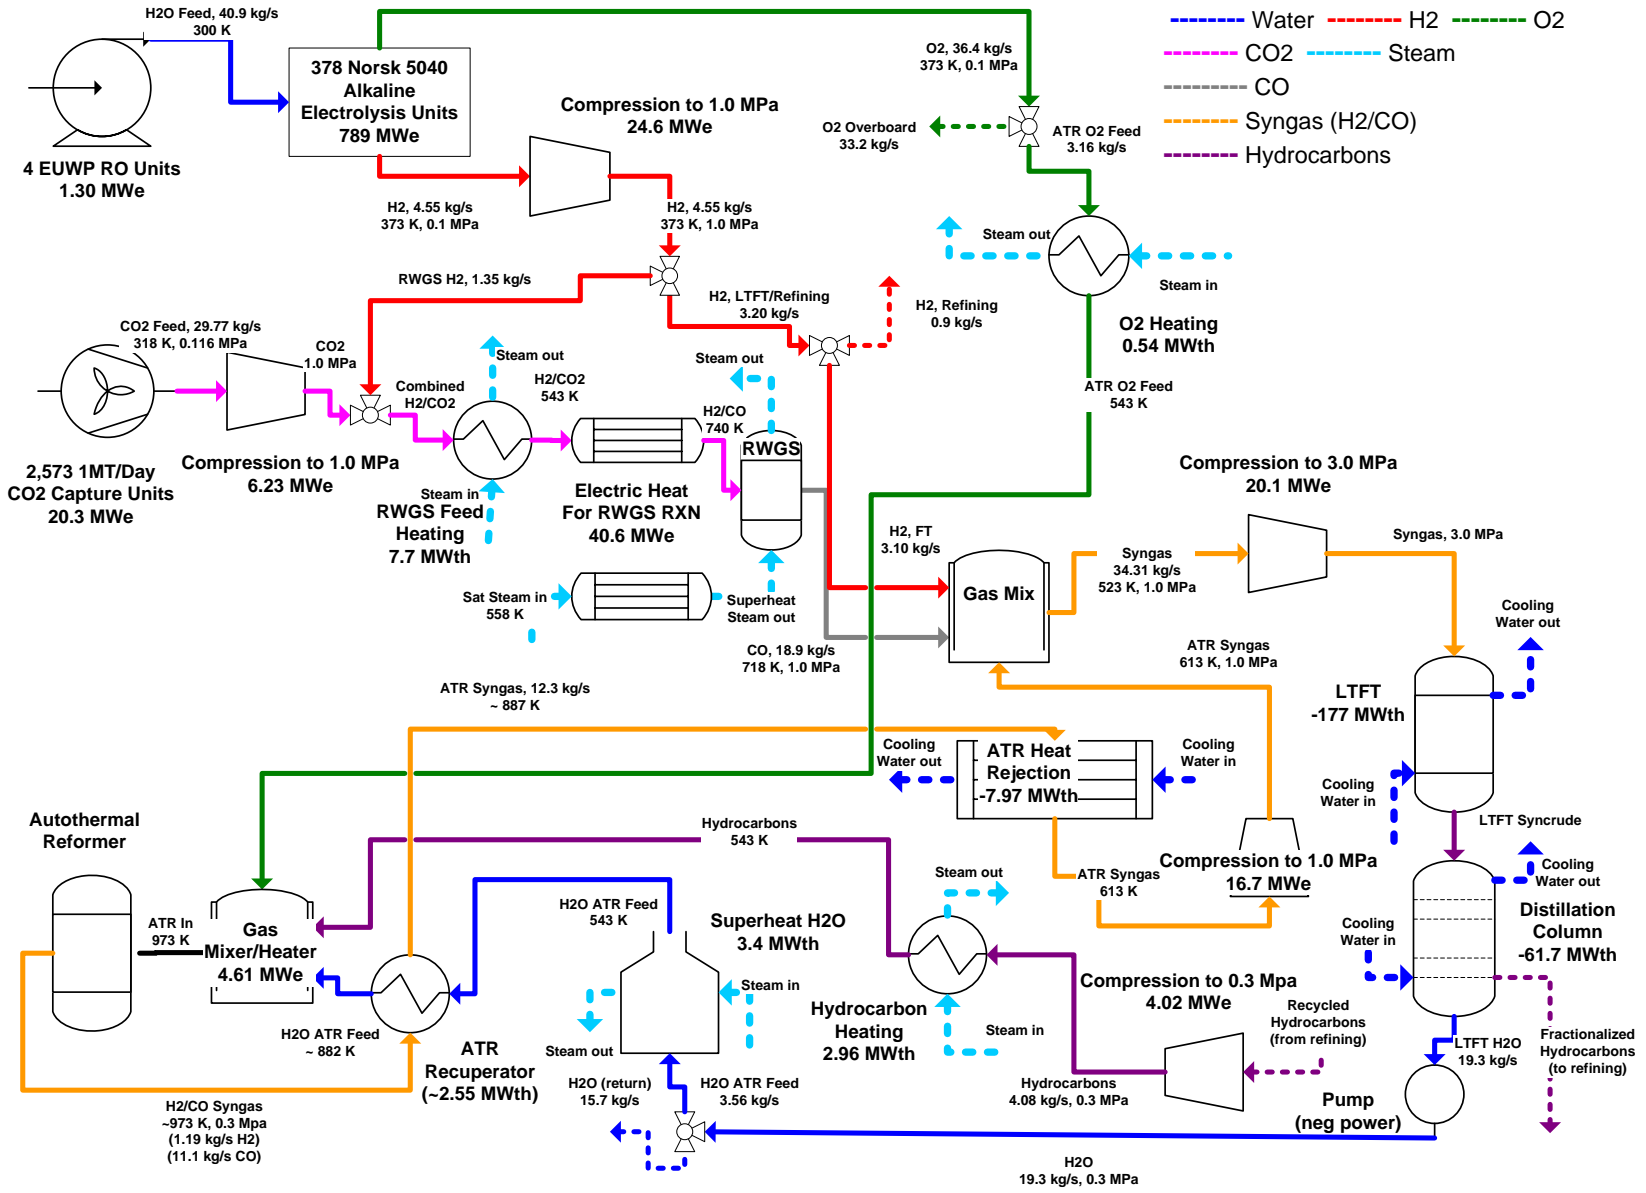 H2O Feed, 40.9 kg/s
300 K
4 EUWP RO Units
1.30 MWe
378 Norsk 5040
Alkaline
Electrolysis Units
789 MWe
Compression to 1.0 MPa
24.6 MWe
H2, 4.55 kg/s
373 K, 0.1 MPa
H2, 4.55 kg/s
373 K, 1.0 MPa
O2, 36.4 kg/s
373 K, 0.1 MPa
O2 Overboard
33.2 kg/s
ATR O2 Feed
3.16 kg/s
Water
H2
O2
CO2
Steam
CO
Syngas (H2/CO)
Hydrocarbons
Steam out
Steam in
O2 Heating
0.54 MWth
ATR O2 Feed
543 K
RWGS H2, 1.35 kg/s
H2, LTFT/Refining
3.20 kg/s
H2, Refining
0.9 kg/s
CO2 Feed, 29.77 kg/s
318 K, 0.116 MPa
CO2
1.0 MPa
2,573 1MT/Day
CO2 Capture Units
20.3 MWe
Compression to 1.0 MPa
6.23 MWe
Combined
H2/CO2
Steam out
H2/CO2
543 K
Steam in
RWGS Feed
Heating
7.7 MWth
Electric Heat
For RWGS RXN
40.6 MWe
H2/CO
740 K
Steam out
RWGS
Sat Steam in
558 K
Superheat
Steam out
CO, 18.9 kg/s
718 K, 1.0 MPa
H2, FT
3.10 kg/s
Gas Mix
Syngas
34.31 kg/s
523 K, 1.0 MPa
Compression to 3.0 MPa
20.1 MWe
Syngas, 3.0 MPa
Cooling
Water out
LTFT
-177 MWth
Cooling
Water in
LTFT Syncrude
ATR Syngas
613 K, 1.0 MPa
ATR Syngas, 12.3 kg/s
~ 887 K
Cooling
Water out
ATR Heat
Rejection
-7.97 MWth
Cooling
Water in
ATR Syngas
613 K
Compression to 1.0 MPa
16.7 MWe
Cooling
Water out
Cooling
Water in
Distillation
Column
-61.7 MWth
Autothermal
Reformer
ATR In
973 K
Gas
Mixer/Heater
4.61 MWe
Hydrocarbons
543 K
H2O ATR Feed
543 K
Superheat H2O
3.4 MWth
Steam in
Steam out
H2O ATR Feed
~ 882 K
ATR
Recuperator
(~2.55 MWth)
H2/CO Syngas
~973 K, 0.3 Mpa
(1.19 kg/s H2)
(11.1 kg/s CO)
H2O (return)
15.7 kg/s
H2O ATR Feed
3.56 kg/s
Steam out
Hydrocarbon
Heating
2.96 MWth
Steam in
Compression to 0.3 Mpa
4.02 MWe
Hydrocarbons
4.08 kg/s, 0.3 MPa
Recycled
Hydrocarbons
(from refining)
LTFT H2O
19.3 kg/s
Pump
(neg power)
Fractionalized
Hydrocarbons
(to refining)
H2O
19.3 kg/s, 0.3 MPa